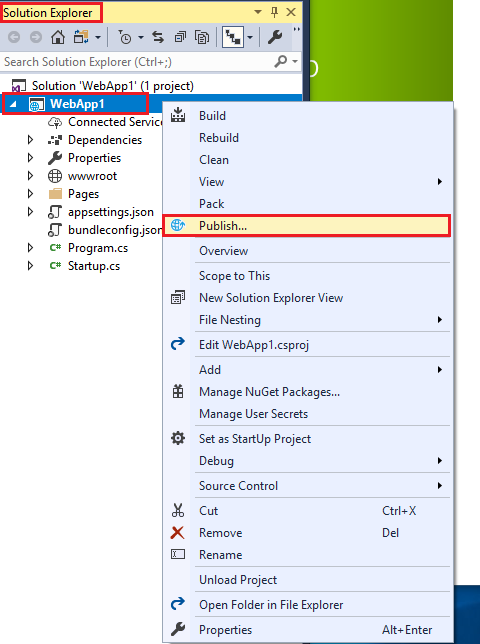 Solution Explorer
Search Solution Explorer (Ctrl+;)
Solution 'WebApp1' (1 project)
WebApp1
Connected Service
Dependencies
Properties
wwwroot
Pages
appsettings.json
bundleconfig.json
C# Program.cs
C# Startup.cs
Build
Rebuild
Clean
View
Pack
Publish...
Overview
Scope to This
New Solution Explorer View
File Nesting
Edit WebApp1.csproj
Add
Manage NuGet Packages...
Manage User Secrets
Set as StartUp Project
Debug
Source Control
Cut Ctrl+X
Remove Del
Rename
Unload Project
Open Folder in File Explorer
Properties Alt+Enter